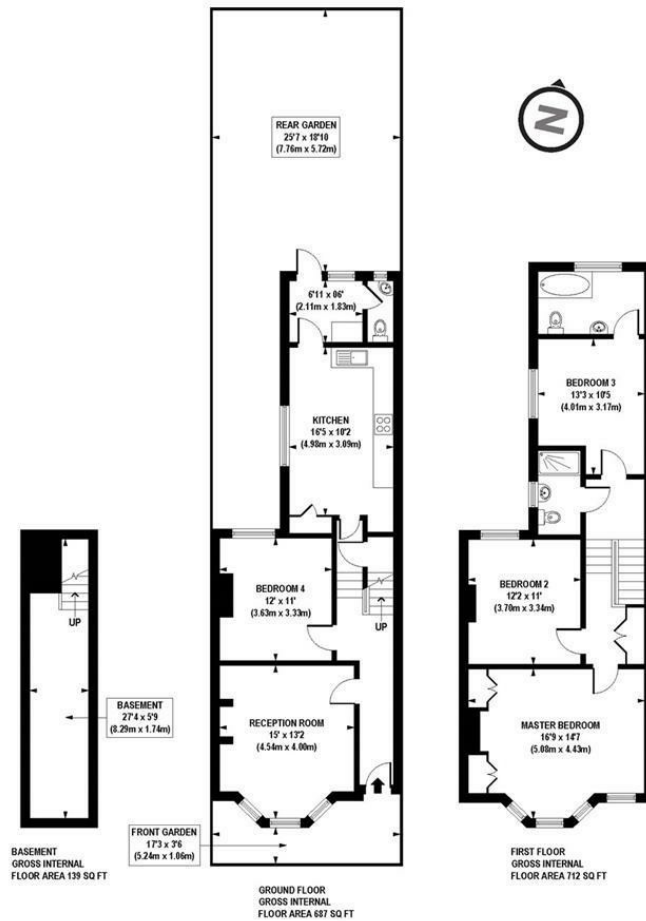 REAR GARDEN
25'7 x 18'10
(7.76m x 5.72m)
N
6'11 x 06'
(2.11m x 1.83m)
KITCHEN
16'5 x 10'2
(4.98m x 3.09m)
BEDROOM 4
12' x 11'
(3.63m x 3.33m)
UP
RECEPTION ROOM
15' x 13'2
(4.54m x 4.00m)
FRONT GARDEN
17'3 x 3'6
(5.24m x 1.06m)
GROUND FLOOR
GROSS INTERNAL
FLOOR AREA 687 SQ FT
UP
BASEMENT
27'4 x 5'9
(8.29m x 1.74m)
BASEMENT
GROSS INTERNAL
FLOOR AREA 139 SQ FT
BEDROOM 3
13'3 x 10'5
(4.01m x 3.17m)
BEDROOM 2
12'2 x 11'
(3.70m x 3.34m)
MASTER BEDROOM
16'9 x 14'7
(5.08m x 4.43m)
FIRST FLOOR
GROSS INTERNAL
FLOOR AREA 712 SQ FT